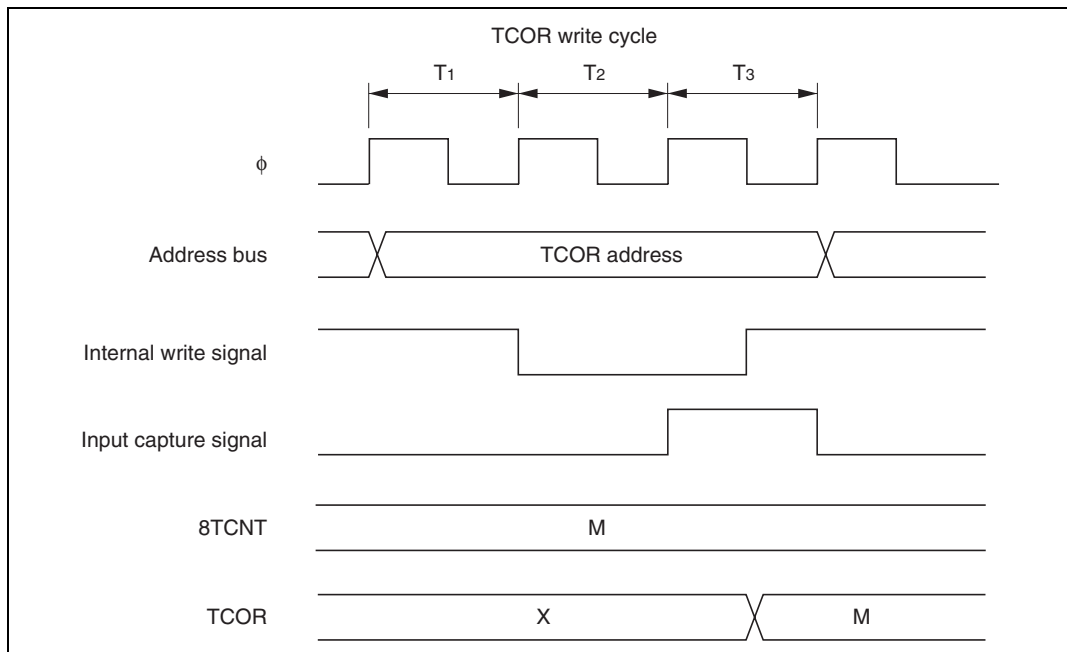 TCOR write cycle
T1 T2 T3
ϕ
Address bus TCOR address
Internal write signal
Input capture signal
8TCNT M
TCOR X M